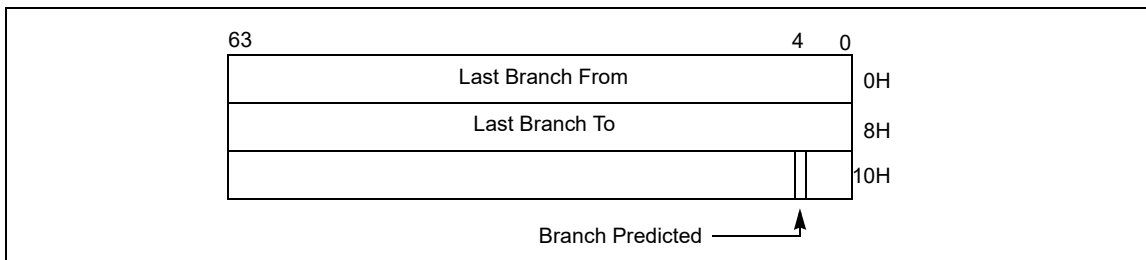 63 4 0
Last Branch From 0H
Last Branch To 8H
10H
Branch Predicted